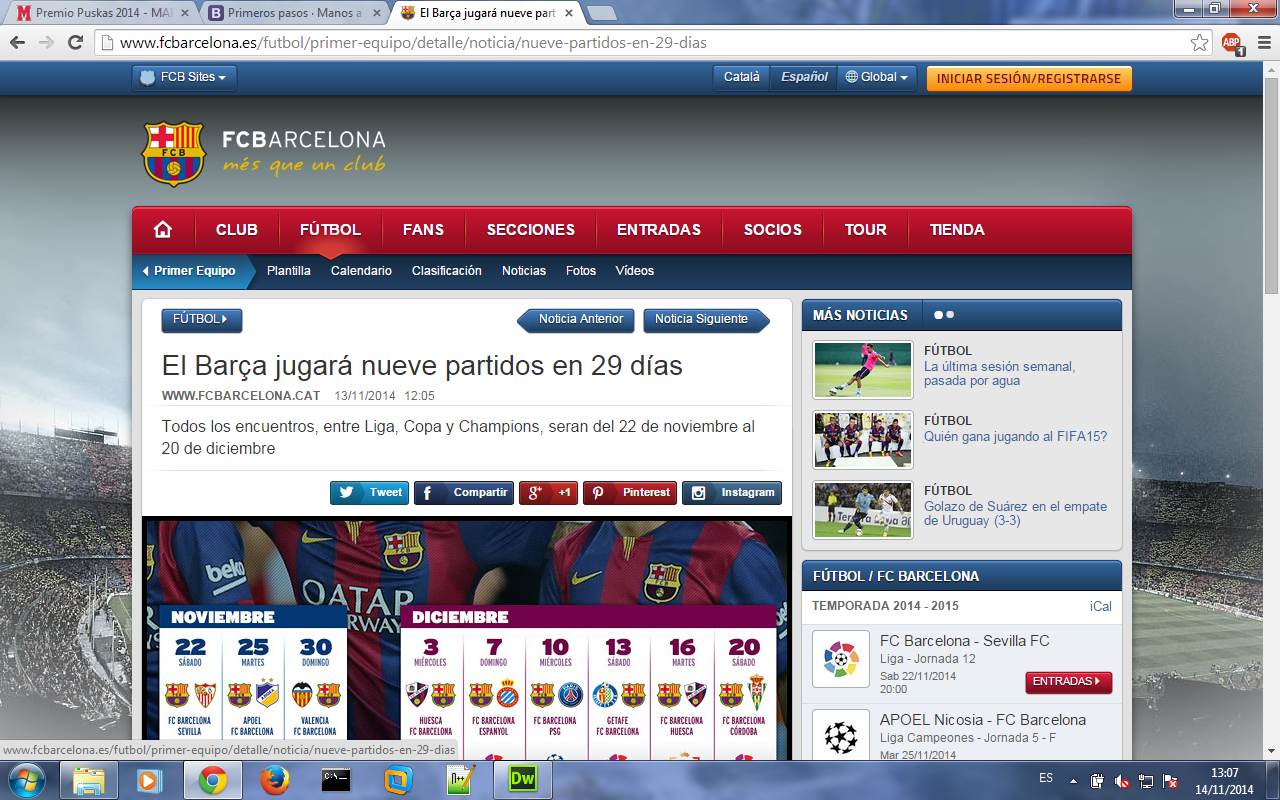 Premio Puskas 2014 - MAR
Primeros pasos · Manos a
El Barça jugará nueve part
www.fcbarcelona.es/futbol/primer-equipo/detalle/noticia/nueve-partidos-en-29-dias
ABP
1
FCB Sites
Català
Español
Global
INICIAR SESIÓN/REGISTRARSE
FCB
FCBARCELONA
més que un club
CLUB
FÚTBOL
FANS
SECCIONES
ENTRADAS
SOCIOS
TOUR
TIENDA
Primer Equipo
Plantilla
Calendario
Clasificación
Noticias
Fotos
Vídeos
FÚTBOL
Noticia Anterior
Noticia Siguiente
El Barça jugará nueve partidos en 29 días
WWW.FCBARCELONA.CAT 13/11/2014 12:05
Todos los encuentros, entre Liga, Copa y Champions, seran del 22 de noviembre al
20 de diciembre
Tweet
Compartir
+1
Pinterest
Instagram
beko
QATAR
AIRWAYS
NOVIEMBRE
22
SÁBADO
FC BARCELONA
SEVILLA
25
MARTES
APOEL
FC BARCELONA
30
DOMINGO
VALENCIA
FC BARCELONA
DICIEMBRE
3
MIÉRCOLES
HUESCA
FC BARCELONA
7
DOMINGO
FC BARCELONA
ESPANYOL
10
MIÉRCOLES
FC BARCELONA
PSG
13
SÁBADO
GETAFE
FC BARCELONA
16
MARTES
FC BARCELONA
HUESCA
20
SÁBADO
FC BARCELONA
CÓRDOBA
MÁS NOTICIAS
FÚTBOL
La última sesión semanal,
pasada por agua
FÚTBOL
Quién gana jugando al FIFA15?
FÚTBOL
Golazo de Suárez en el empate
de Uruguay (3-3)
FÚTBOL / FC BARCELONA
TEMPORADA 2014 - 2015
iCal
FC Barcelona - Sevilla FC
Liga - Jornada 12
Sab 22/11/2014
20:00
ENTRADAS
APOEL Nicosia - FC Barcelona
Liga Campeones - Jornada 5 - F
Mar 25/11/2014
www.fcbarcelona.es/futbol/primer-equipo/detalle/noticia/nueve-partidos-en-29-dias
Dw
ES
13:07
14/11/2014